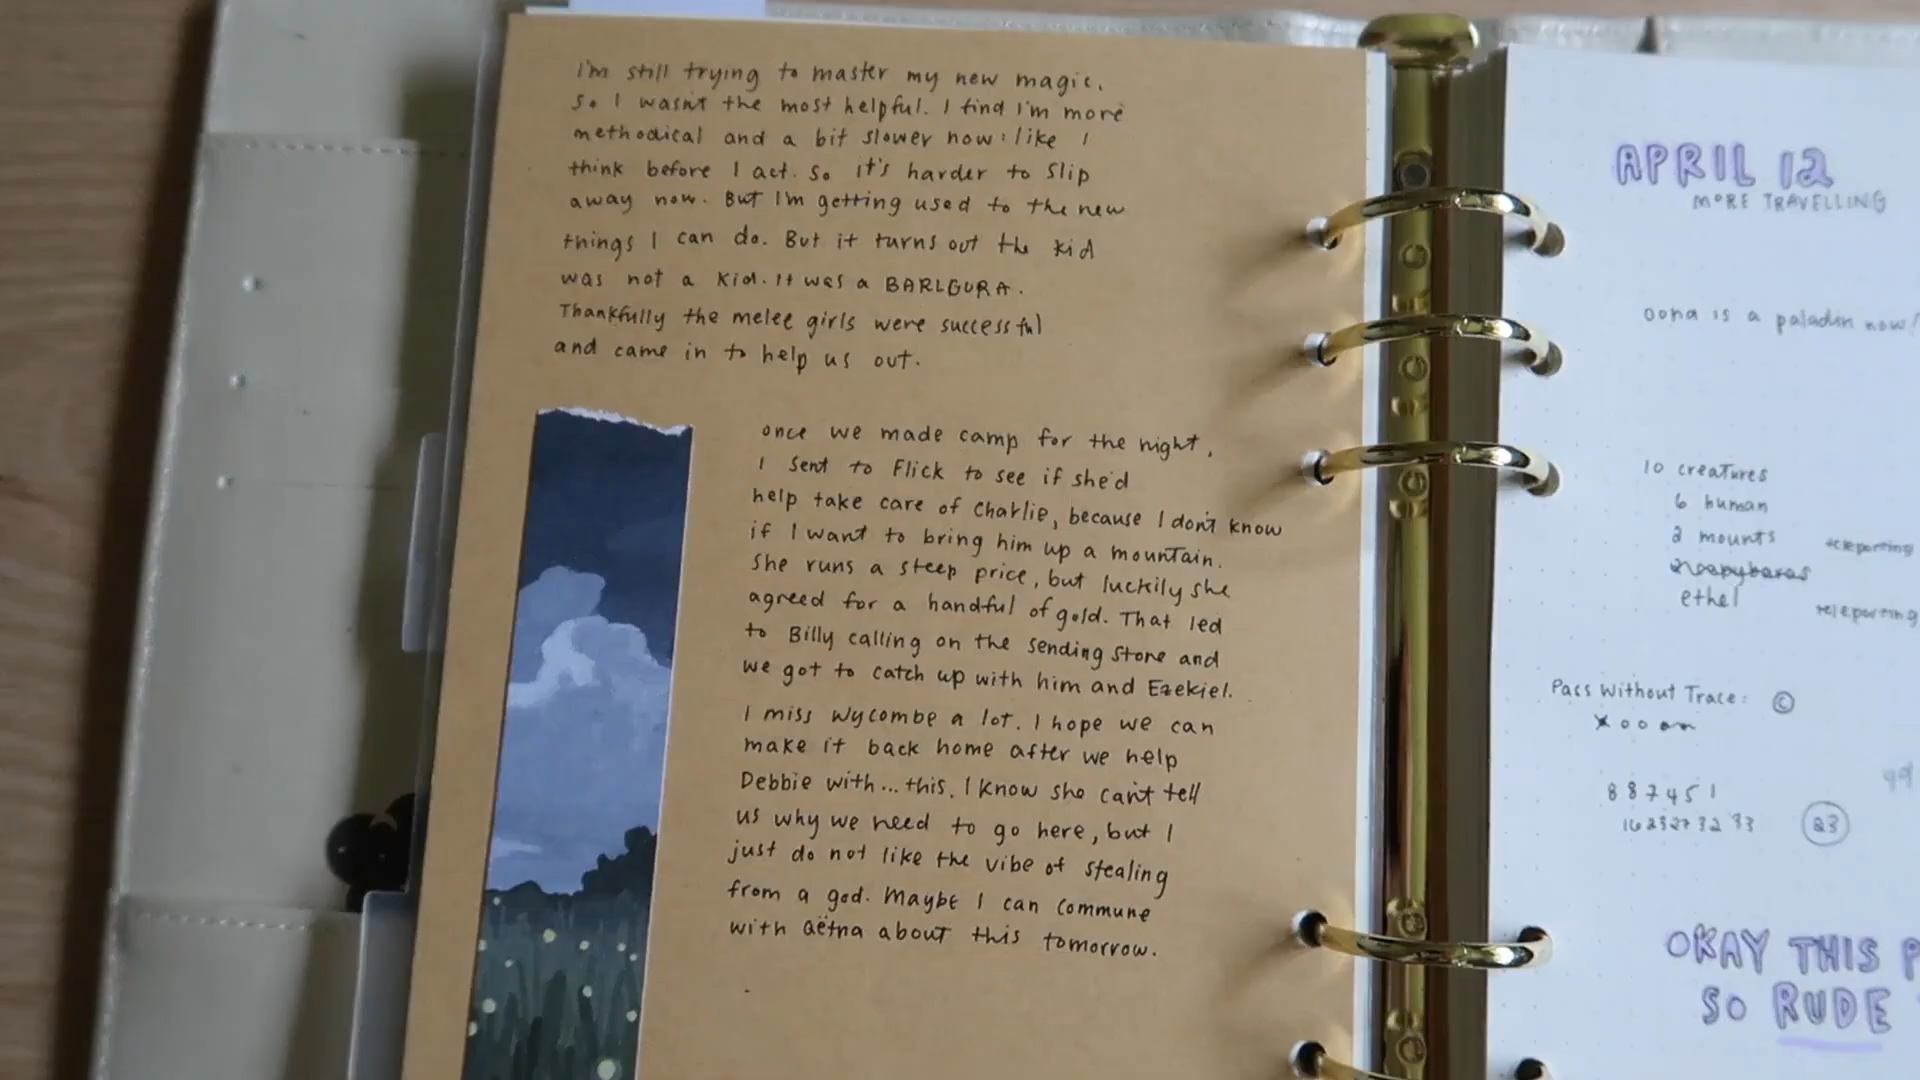 I'm still trying to master my new magic.
So I wasn't the most helpful. I find I'm more
methodical and a bit slower now: like I
think before I act. So it's harder to slip
away now. But I'm getting used to the new
things I can do. But it turns out the kid
was not a kid. It was a BARLGURA.
Thankfully the melee girls were successful
and came in to help us out.
once we made camp for the night,
I sent to Flick to see if she'd
help take care of Charlie, because I don't know
if I want to bring him up a mountain.
She runs a steep price, but luckily she
agreed for a handful of gold. That led
to Billy calling on the sending stone and
we got to catch up with him and Ezekiel.
I miss Wycombe a lot. I hope we can
make it back home after we help
Debbie with... this. I know she can't tell
us why we need to go here, but I
just do not like the vibe of stealing
from a god. Maybe I can commune
with Aëtna about this tomorrow.
APRIL 12
MORE TRAVELLING
oona is a paladin now!
10 creatures
6 human
2 mounts teleporting
ethel teleporting
Pass Without Trace: ©
8 8 7 4 5 1
23
OKAY THIS
SO RUDE